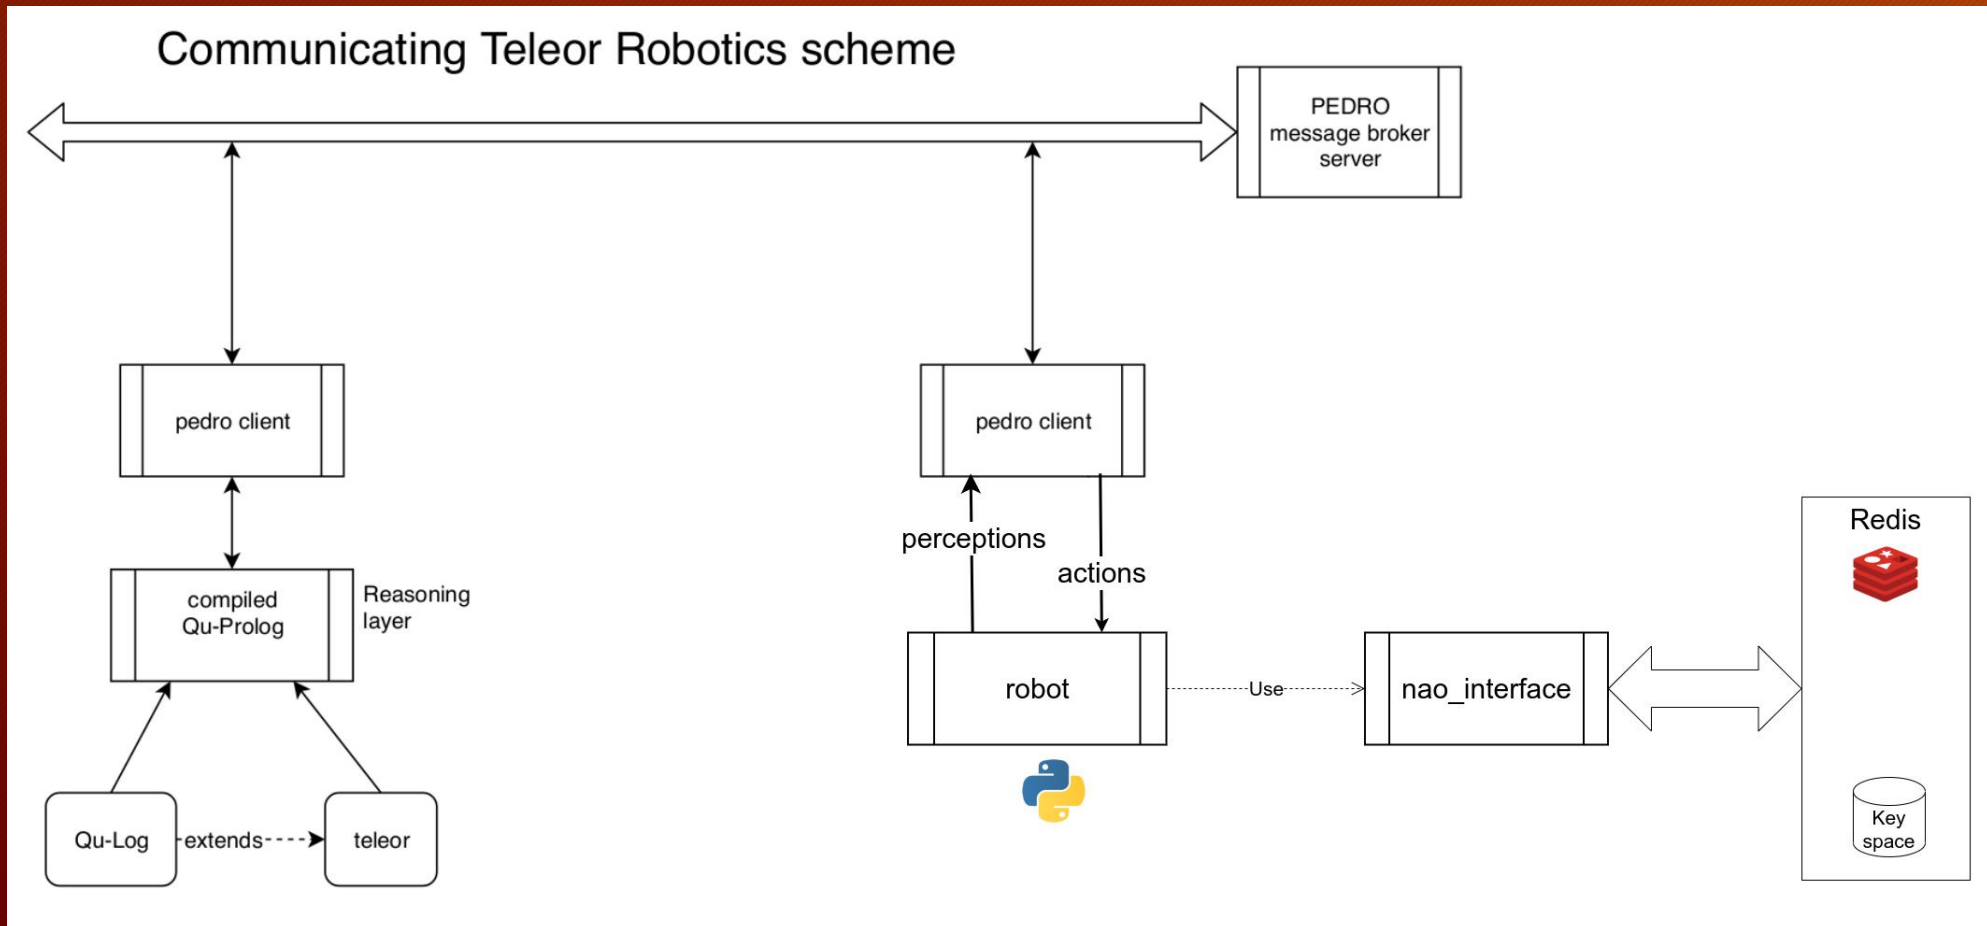 Communicating Teleor Robotics scheme
PEDRO
message broker
server
pedro client
pedro client
perceptions
actions
compiled
Qu-Prolog
Reasoning
layer
robot
Use
nao_interface
Redis
Key
space
Qu-Log
extends
teleor